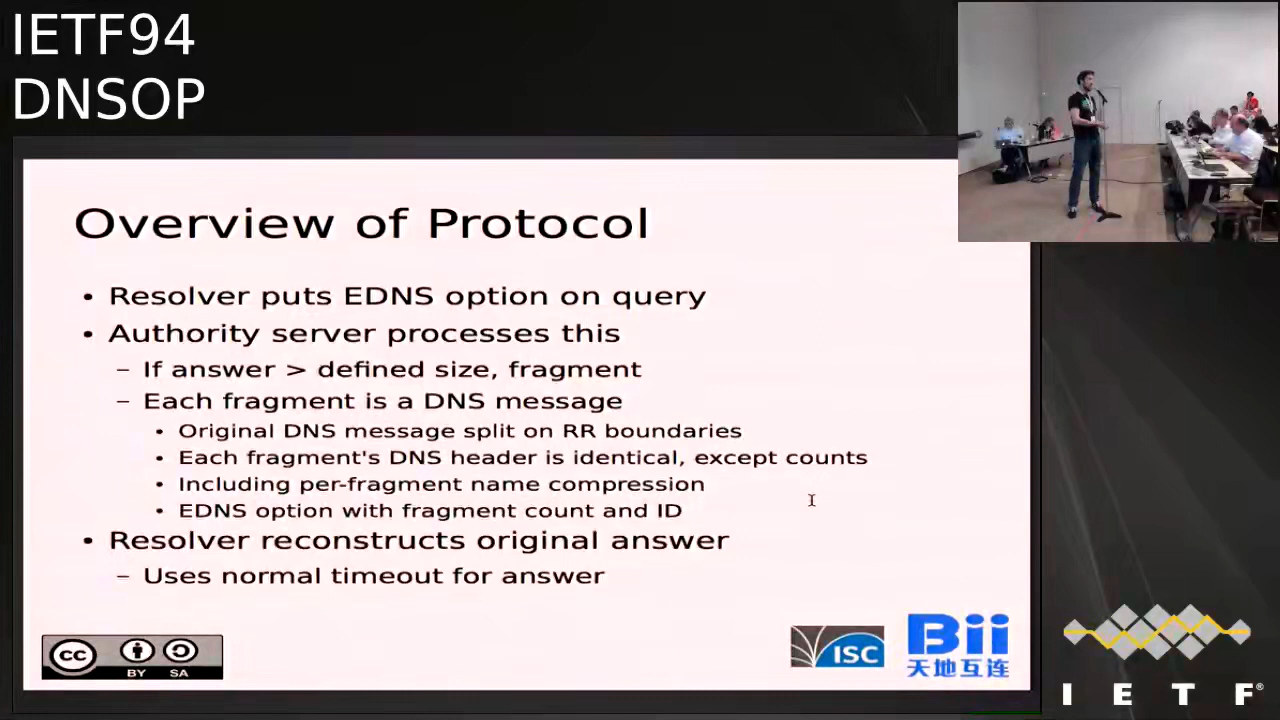 IETF94
DNSOP
Overview of Protocol
• Resolver puts EDNS option on query
• Authority server processes this
– If answer > defined size, fragment
– Each fragment is a DNS message
• Original DNS message split on RR boundaries
• Each fragment's DNS header is identical, except counts
• Including per-fragment name compression
• EDNS option with fragment count and ID
• Resolver reconstructs original answer
– Uses normal timeout for answer
cc
BY SA
ISC
Bii
天地互连
IETF®